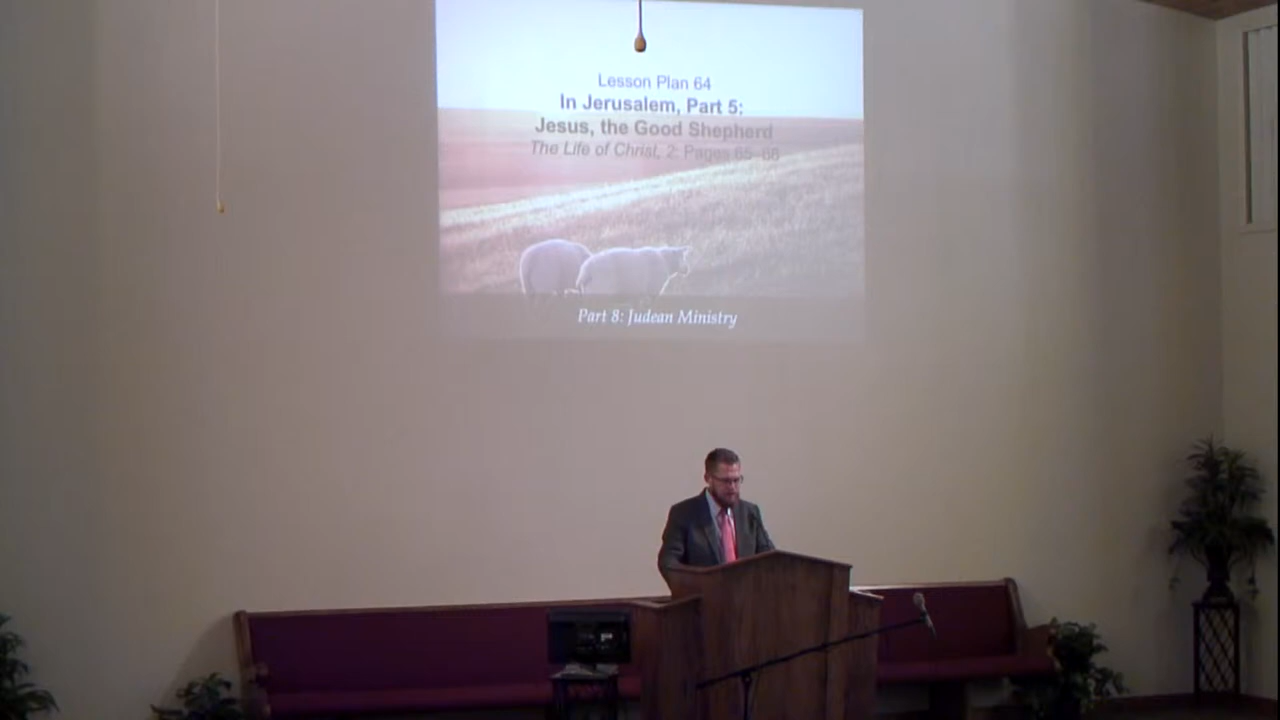 Lesson Plan 64
In Jerusalem, Part 5:
Jesus, the Good Shepherd
The Life of Christ, 2: Pages 65–68
Part 8: Judean Ministry